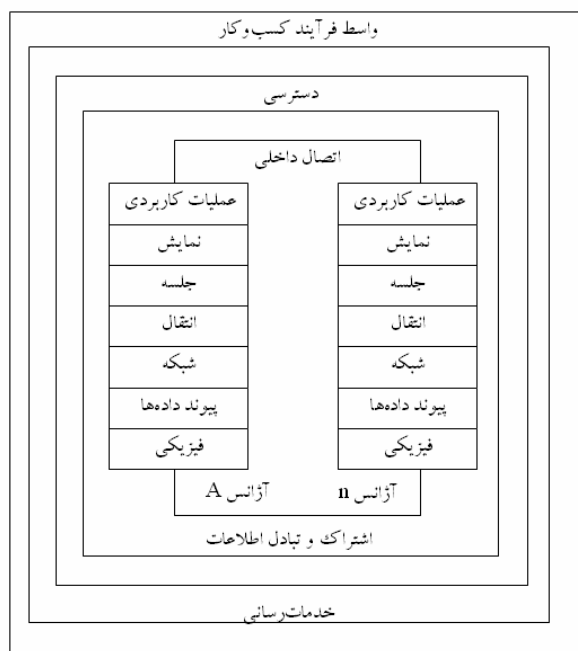 واسط فرآیند کسب‌وکار
دسترسی
اتصال داخلی
عملیات کاربردی
نمایش
جلسه
انتقال
شبکه
پیوند داده‌ها
فیزیکی
آژانس n
عملیات کاربردی
نمایش
جلسه
انتقال
شبکه
پیوند داده‌ها
فیزیکی
آژانس A
اشتراك و تبادل اطلاعات
خدمات‌رسانی